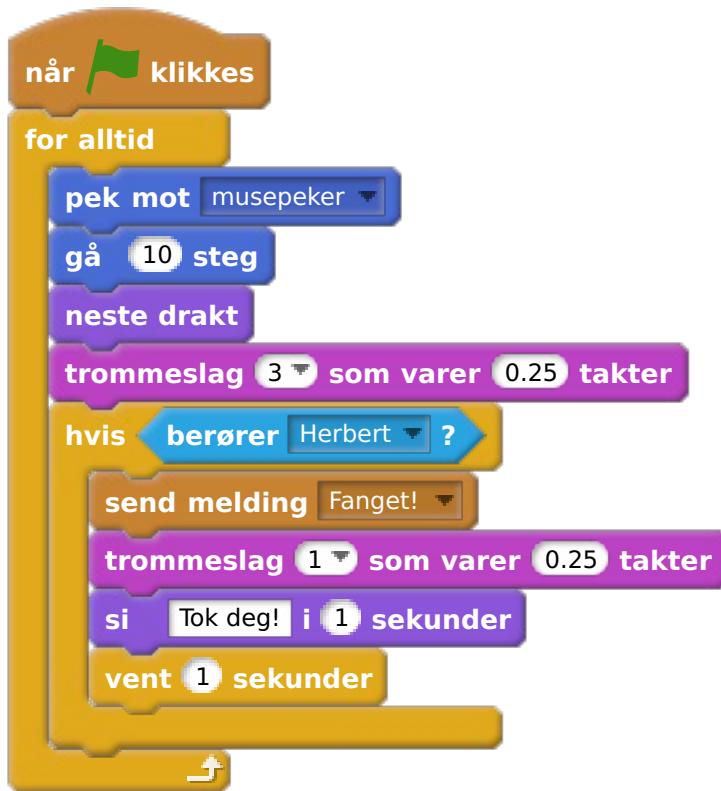 når klikkes
for alltid
pek mot musepeker
gå 10 steg
neste drakt
trommeslag 3 som varer 0.25 takter
hvis berører Herbert ?
send melding Fanget!
trommeslag 1 som varer 0.25 takter
si Tok deg! i 1 sekunder
vent 1 sekunder